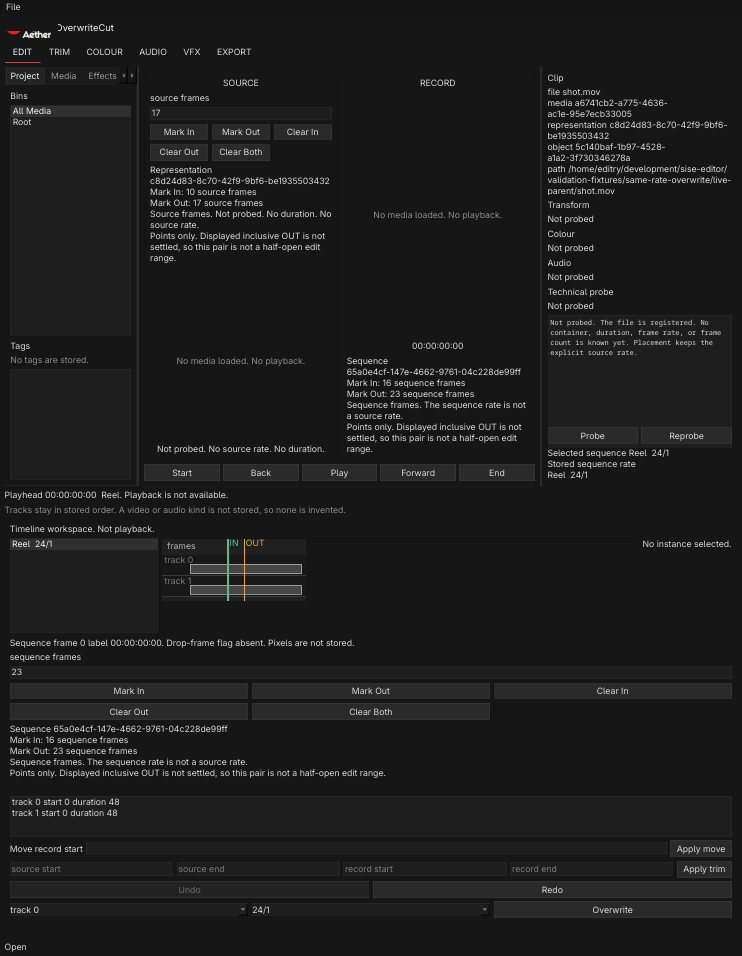 File
Aether
OverwriteCut
EDIT TRIM COLOUR AUDIO VFX EXPORT
Project Media Effects
Bins
All Media
Root
Tags
No tags are stored.
SOURCE
source frames
17
Mark In Mark Out Clear In
Clear Out Clear Both
Representation
c8d24d83-8c70-42f9-9bf6-be1935503432
Mark In: 10 source frames
Mark Out: 17 source frames
Source frames. Not probed. No duration. No
source rate.
Points only. Displayed inclusive OUT is not
settled, so this pair is not a half-open edit
range.
No media loaded. No playback.
Not probed. No source rate. No duration.
RECORD
No media loaded. No playback.
00:00:00:00
Sequence
65a0e4cf-147e-4662-9761-04c228de99ff
Mark In: 16 sequence frames
Mark Out: 23 sequence frames
Sequence frames. The sequence rate is not
a source rate.
Points only. Displayed inclusive OUT is not
settled, so this pair is not a half-open edit
range.
Start Back Play Forward End
Clip
file shot.mov
media a6741cb2-a775-4636-
ac1e-95e7ecb33005
representation c8d24d83-8c70-42f9-9bf6-
be1935503432
object 5c140baf-1b97-4528-
a1a2-3f730346278a
path /home/editry/development/sise-editor/
validation-fixtures/same-rate-overwrite/live-
parent/shot.mov
Transform
Not probed
Colour
Not probed
Audio
Not probed
Technical probe
Not probed
Not probed. The file is registered. No
container, duration, frame rate, or frame
count is known yet. Placement keeps the
explicit source rate.
Probe Reprobe
Selected sequence Reel 24/1
Stored sequence rate
Reel 24/1
Playhead 00:00:00:00 Reel. Playback is not available.
Tracks stay in stored order. A video or audio kind is not stored, so none is invented.
Timeline workspace. Not playback.
Reel 24/1
frames IN OUT
track 0
track 1
No instance selected.
Sequence frame 0 label 00:00:00:00. Drop-frame flag absent. Pixels are not stored.
sequence frames
23
Mark In Mark Out Clear In
Clear Out Clear Both
Sequence 65a0e4cf-147e-4662-9761-04c228de99ff
Mark In: 16 sequence frames
Mark Out: 23 sequence frames
Sequence frames. The sequence rate is not a source rate.
Points only. Displayed inclusive OUT is not settled, so this pair is not a half-open edit range.
track 0 start 0 duration 48
track 1 start 0 duration 48
Move record start Apply move
source start source end record start record end Apply trim
Undo Redo
track 0 24/1 Overwrite
Open